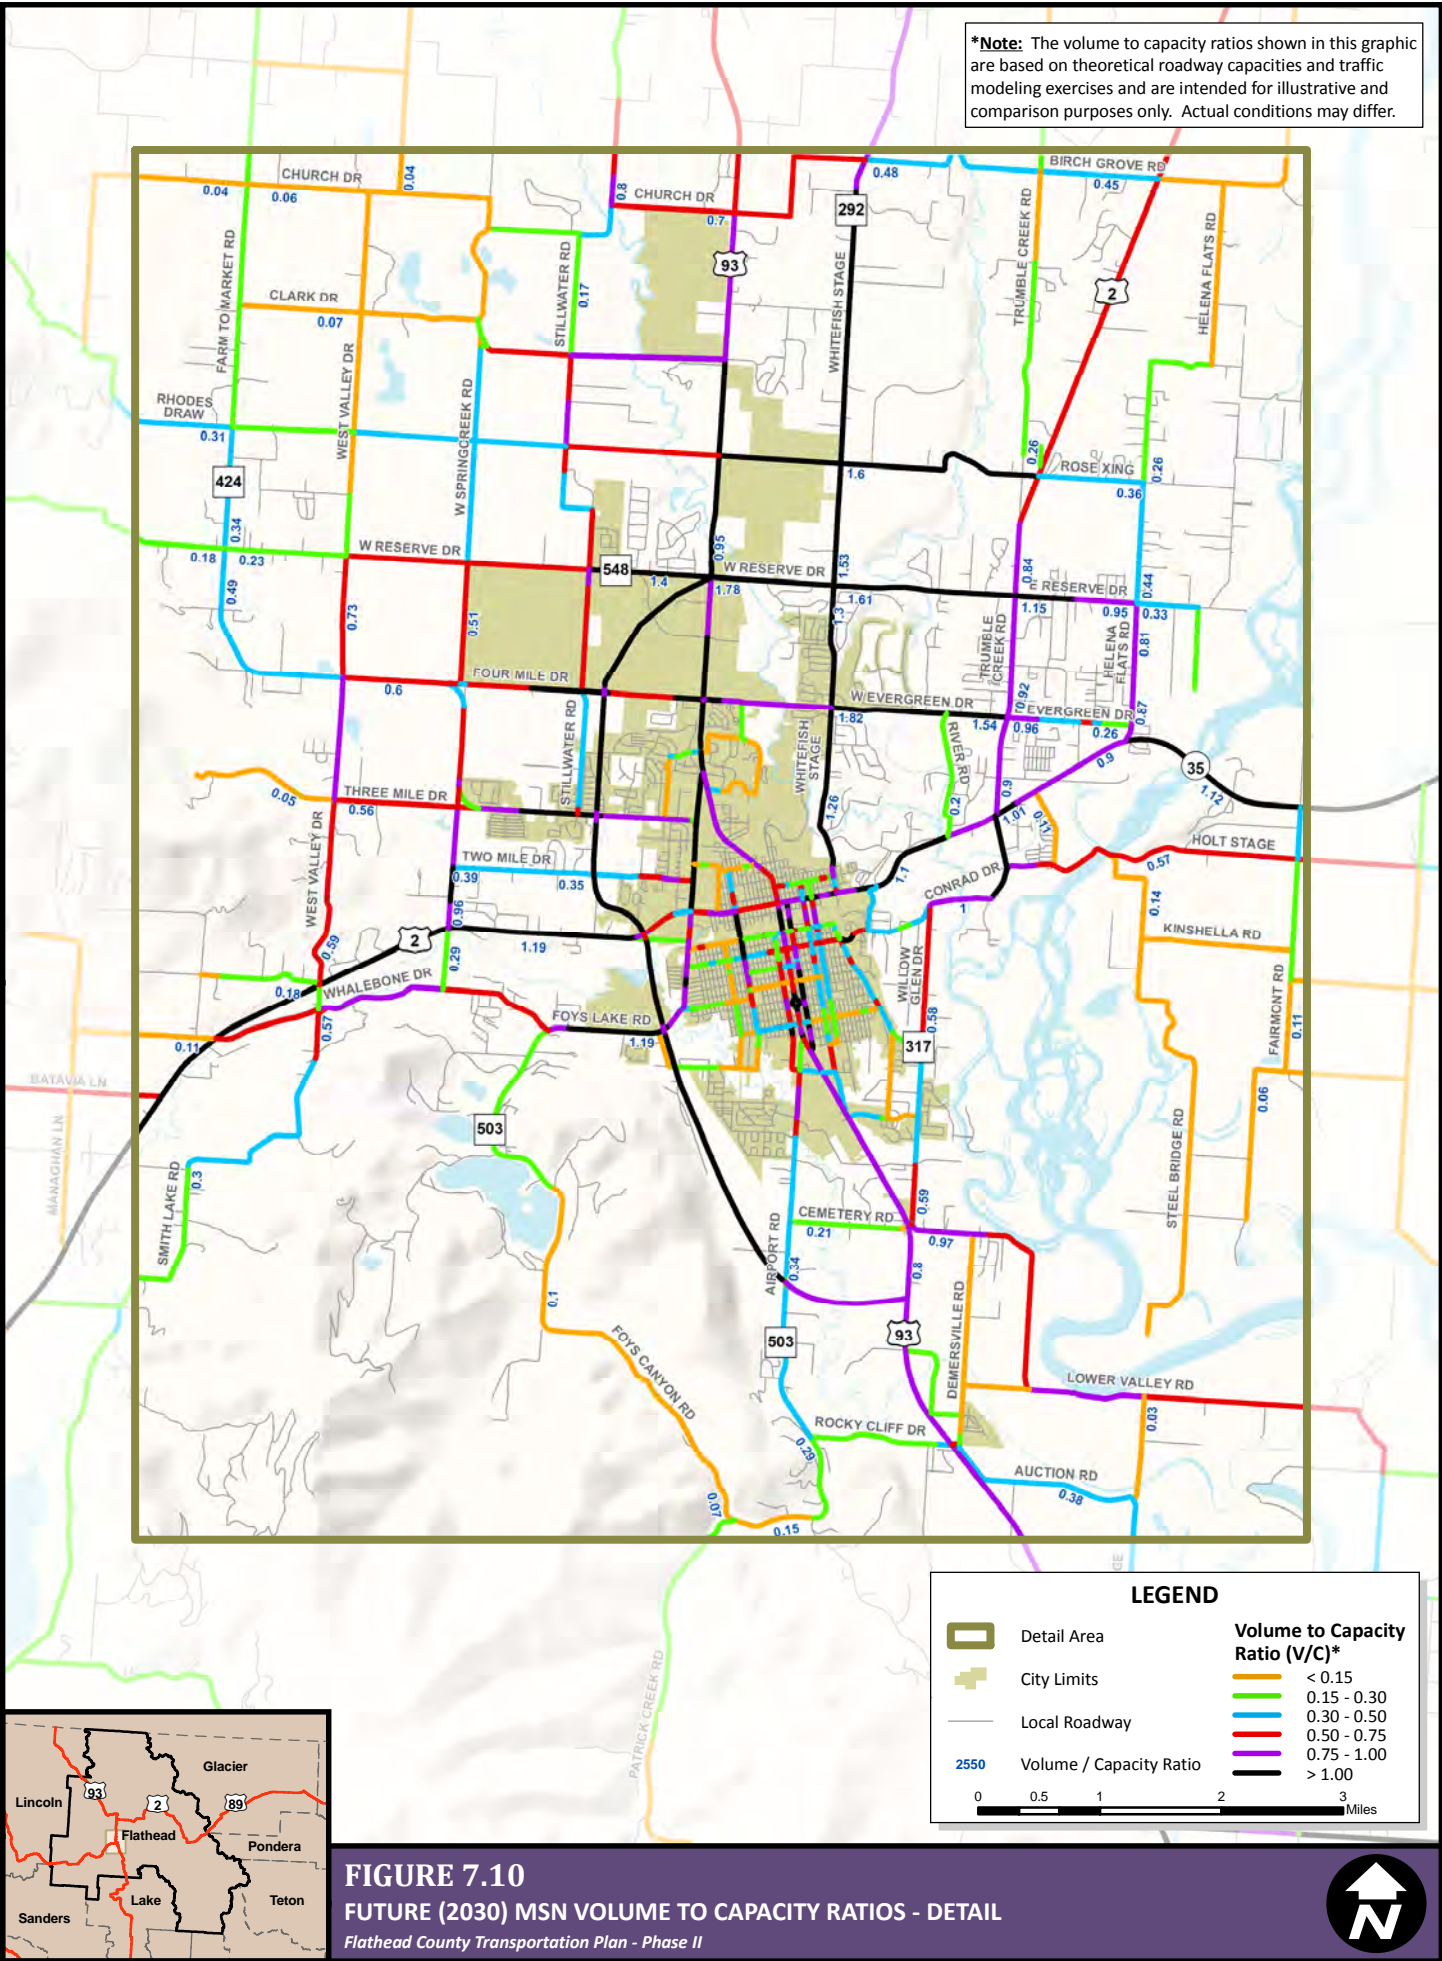 *Note: The volume to capacity ratios shown in this graphic
are based on theoretical roadway capacities and traffic
modeling exercises and are intended for illustrative and
comparison purposes only. Actual conditions may differ.
CHURCH DR
0.04
0.06
0.04
0.8
CHURCH DR
0.7
0.48
BIRCH GROVE RD
0.45
292
93
2
FARM TO MARKET RD
CLARK DR
0.07
STILLWATER RD
0.17
WHITEFISH STAGE
TRUMBLE CREEK RD
HELENA FLATS RD
WEST VALLEY DR
W SPRINGCREEK RD
RHODES
DRAW
0.31
424
0.34
1.6
0.26
ROSE XING
0.26
0.36
W RESERVE DR
0.18
0.23
0.49
548
1.4
0.95
W RESERVE DR
1.78
1.53
1.61
1.3
0.84
E RESERVE DR
1.15
0.95
0.44
0.33
0.73
0.51
0.81
TRUMBLE
CREEK RD
HELENA
FLATS RD
FOUR MILE DR
0.6
W EVERGREEN DR
1.82
1.54
0.92
0.96
E EVERGREEN DR
0.26
0.87
STILLWATER RD
WHITEFISH
STAGE
RIVER RD
0.9
35
1.12
0.05
THREE MILE DR
0.56
1.26
0.2
0.9
1.01
0.11
HOLT STAGE
0.57
WEST VALLEY DR
TWO MILE DR
0.39
0.35
1.1
CONRAD DR
1
0.14
0.96
2
1.19
0.59
KINSHELLA RD
0.29
WHALEBONE DR
0.18
WILLOW
GLEN DR
0.58
FOYS LAKE RD
1.19
0.57
0.11
317
FAIRMONT RD
0.11
BATAVIA LN
0.06
MANAGHAN LN
503
STEEL BRIDGE RD
SMITH LAKE RD
0.3
CEMETERY RD
0.21
0.59
0.97
AIRPORT RD
0.34
0.8
0.1
DEMERSVILLE RD
503
93
FOYS CANYON RD
LOWER VALLEY RD
0.03
ROCKY CLIFF DR
0.29
AUCTION RD
0.38
0.07
0.15
PATRICK CREEK RD
LEGEND
Detail Area
City Limits
Local Roadway
2550
Volume / Capacity Ratio
Volume to Capacity
Ratio (V/C)*
< 0.15
0.15 - 0.30
0.30 - 0.50
0.50 - 0.75
0.75 - 1.00
> 1.00
0 0.5 1 2 3
Miles
Glacier
Lincoln
93
2
89
Flathead
Pondera
Lake
Teton
Sanders
FIGURE 7.10
FUTURE (2030) MSN VOLUME TO CAPACITY RATIOS - DETAIL
Flathead County Transportation Plan - Phase II
N